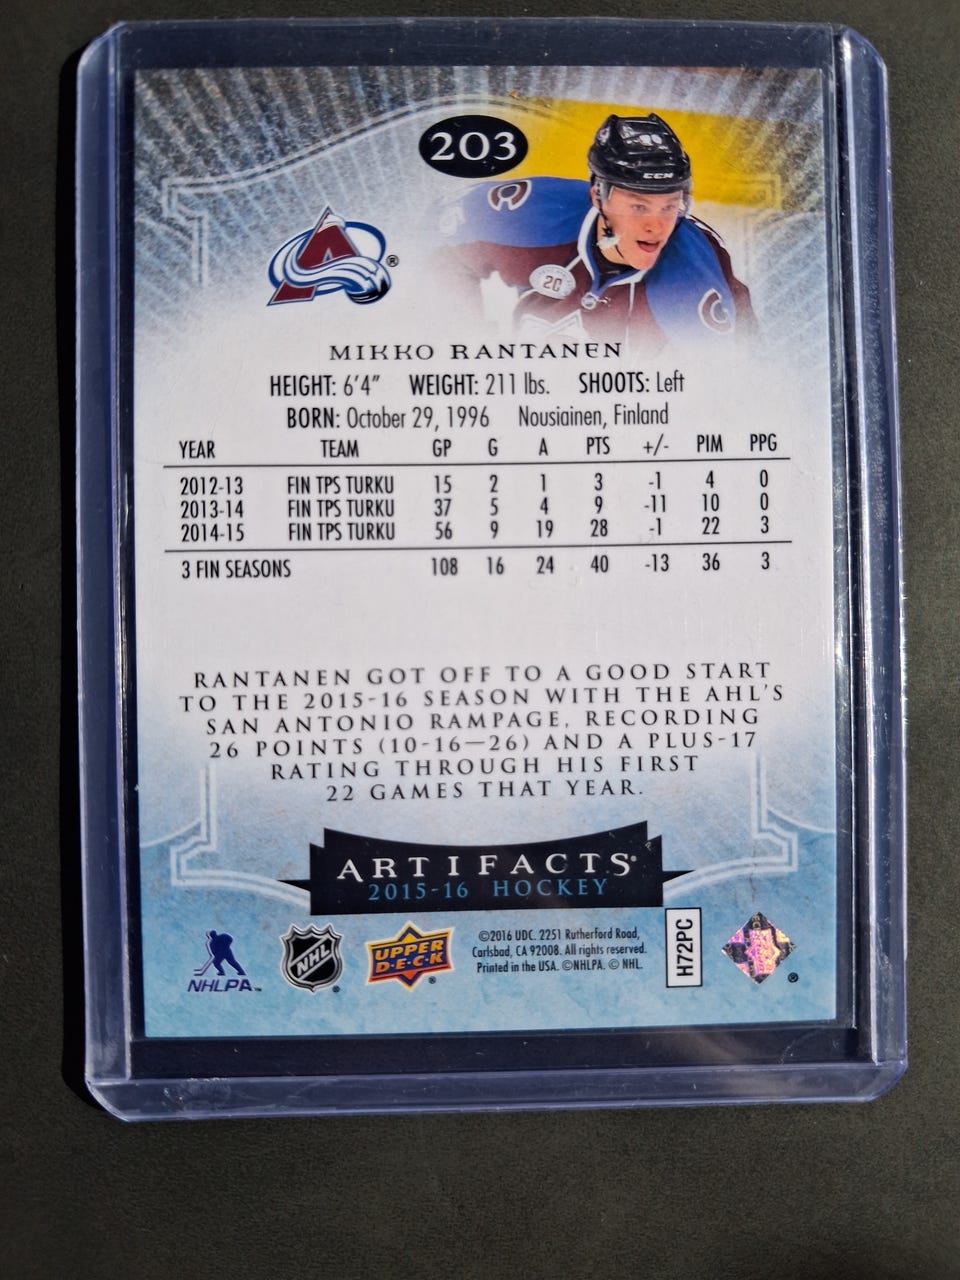 203
CCM
20
®
MIKKO RANTANEN
HEIGHT: 6'4" WEIGHT: 211 lbs. SHOOTS: Left
BORN: October 29, 1996 Nousiainen, Finland
YEAR TEAM GP G A PTS +/- PIM PPG
2012-13 FIN TPS TURKU 15 2 1 3 -1 4 0
2013-14 FIN TPS TURKU 37 5 4 9 -11 10 0
2014-15 FIN TPS TURKU 56 9 19 28 -1 22 3
3 FIN SEASONS 108 16 24 40 -13 36 3
RANTANEN GOT OFF TO A GOOD START
TO THE 2015-16 SEASON WITH THE AHL'S
SAN ANTONIO RAMPAGE, RECORDING
26 POINTS (10-16—26) AND A PLUS-17
RATING THROUGH HIS FIRST
22 GAMES THAT YEAR.
ARTIFACTS®
2015-16 HOCKEY
NHLPA™
NHL®
UPPER DECK®
©2016 UDC. 2251 Rutherford Road,
Carlsbad, CA 92008. All rights reserved.
Printed in the USA. ©NHLPA. © NHL.
H72PC
®